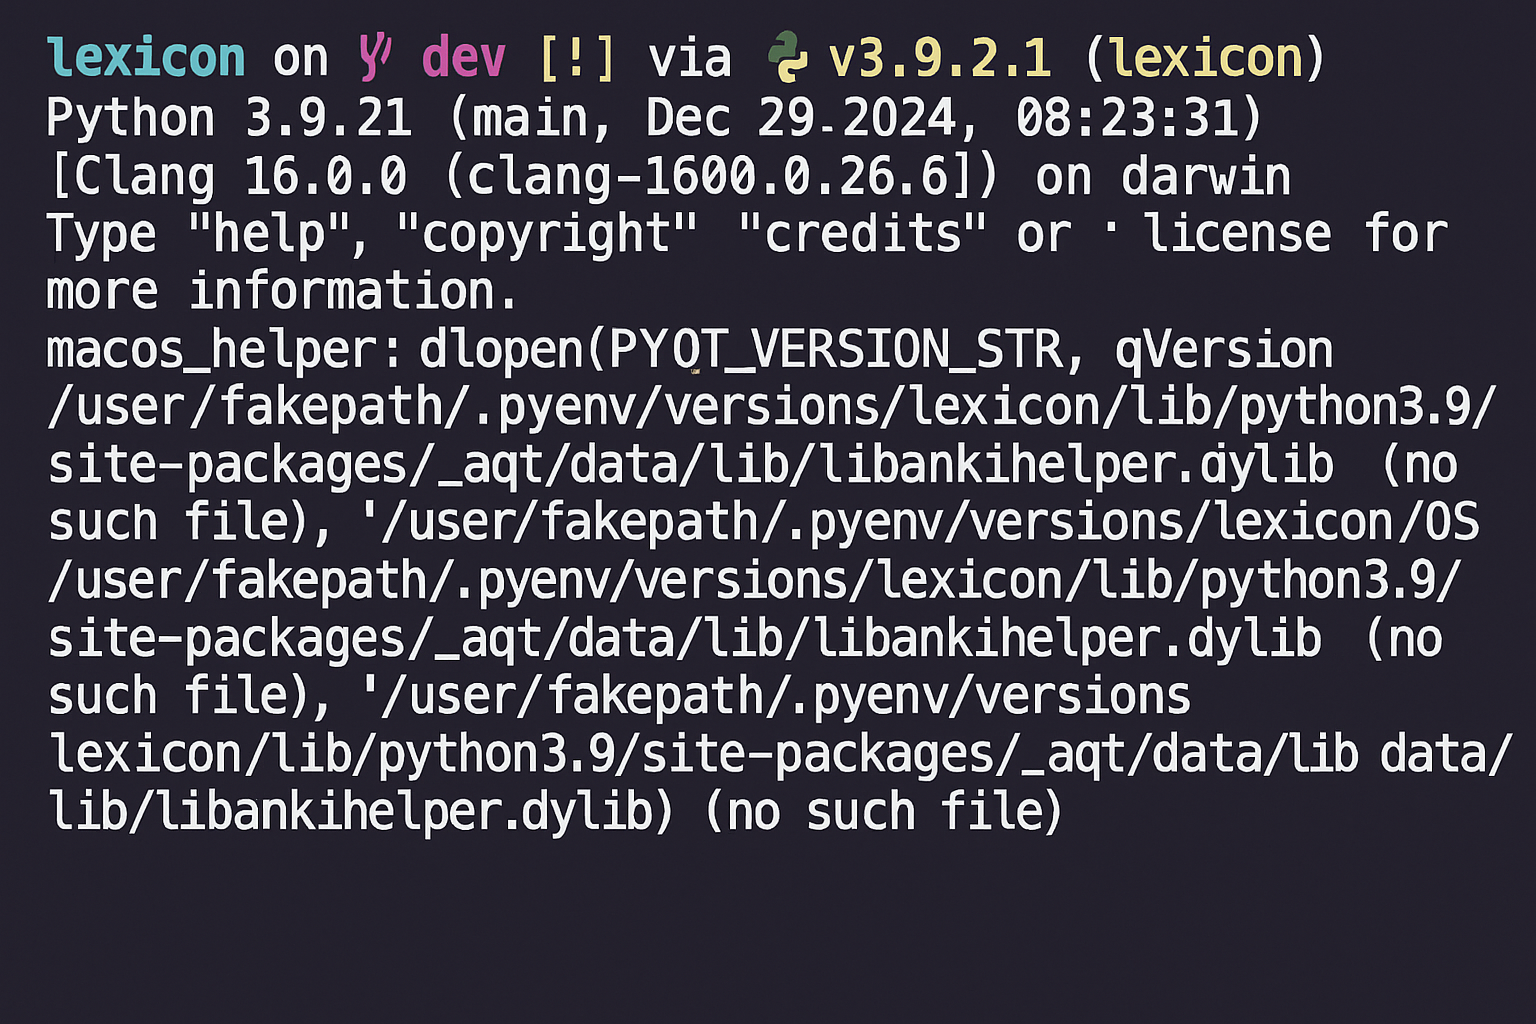 lexicon on dev [!] via v3.9.2.1 (lexicon)
Python 3.9.21 (main, Dec 29-2024, 08:23:31)
[Clang 16.0.0 (clang-1600.0.26.6]) on darwin
Type "help", "copyright" "credits" or ' license for
more information.
macos_helper: dlopen(PYQT_VERSION_STR, qVersion
/user/fakepath/.pyenv/versions/lexicon/lib/python3.9/
site-packages/_aqt/data/lib/libankihelper.dylib (no
such file), '/user/fakepath/.pyenv/versions/lexicon/OS
/user/fakepath/.pyenv/versions/lexicon/lib/python3.9/
site-packages/_aqt/data/lib/libankihelper.dylib (no
such file), '/user/fakepath/.pyenv/versions
lexicon/lib/python3.9/site-packages/_aqt/data/lib data/
lib/libankihelper.dylib) (no such file)